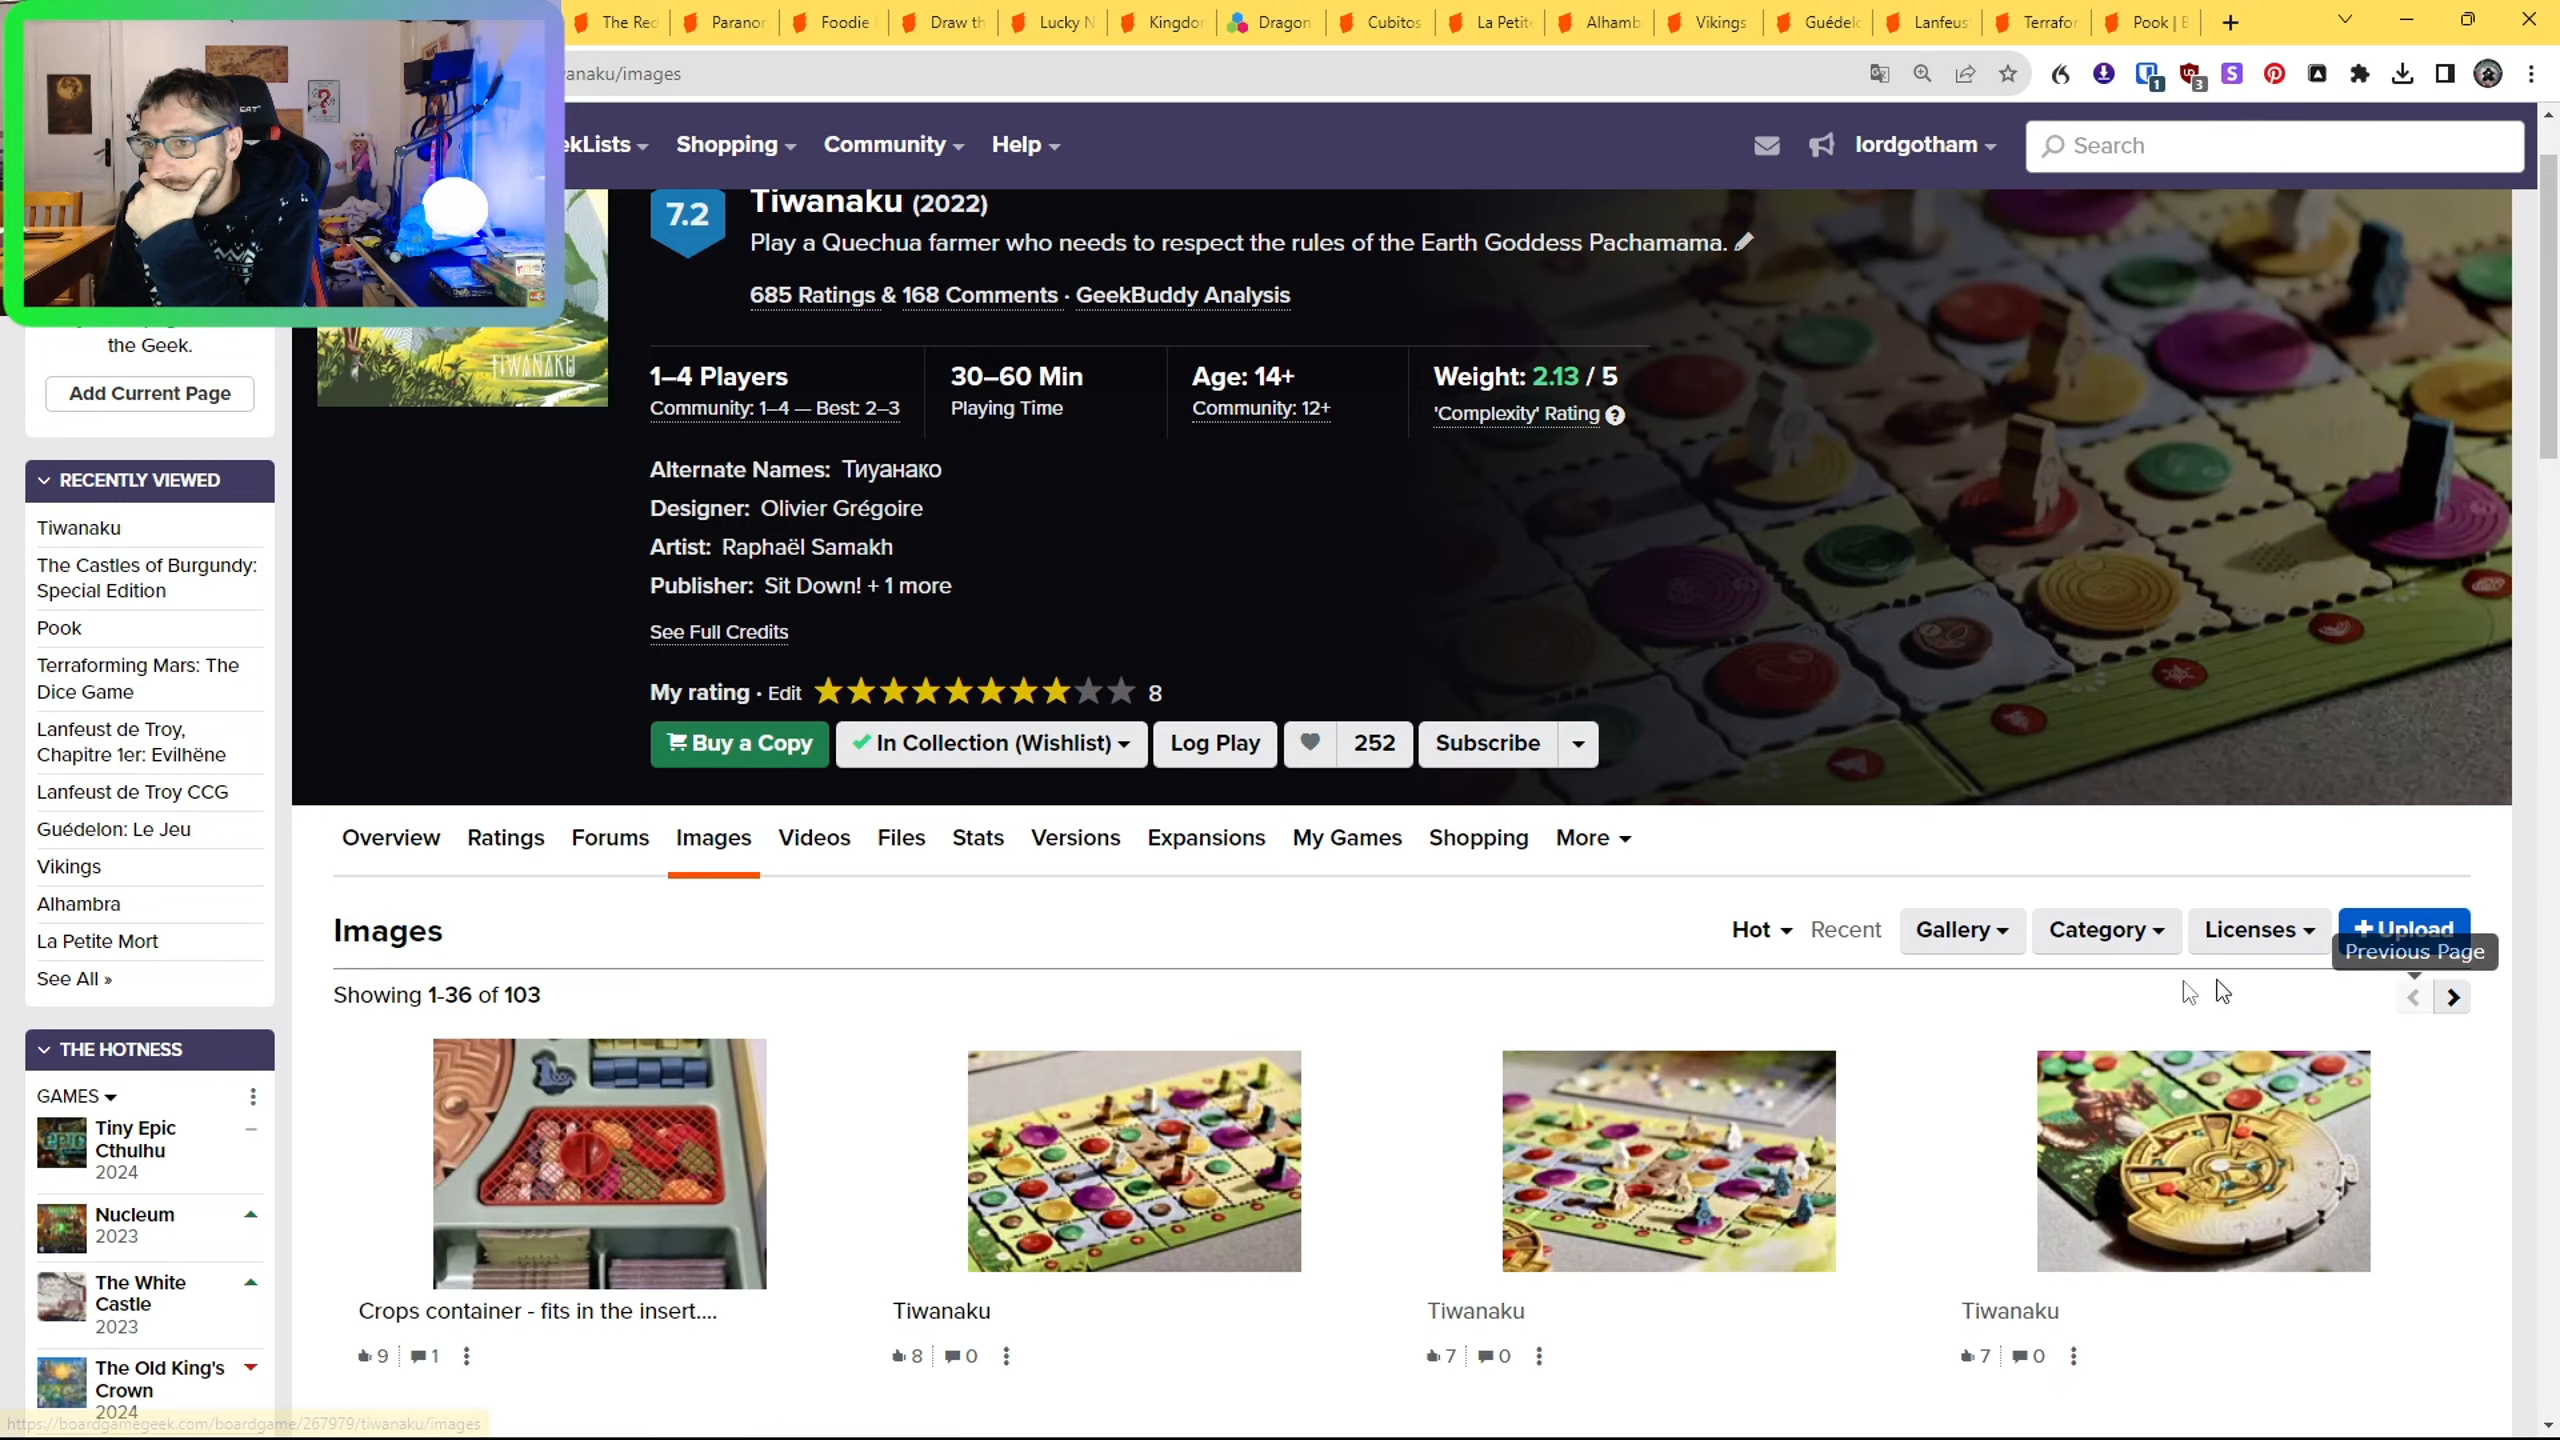 The Red
Paranor
Foodie
Draw th
Lucky N
Kingdo
Dragon
Cubitos
La Petit
Alhamb
Vikings
Guédel
Lanfeus
Terrafor
Pook | B
anaku/images
1
3
ekLists
Shopping
Community
Help
lordgotham
Search
7.2
Tiwanaku (2022)
Play a Quechua farmer who needs to respect the rules of the Earth Goddess Pachamama.
685 Ratings & 168 Comments · GeekBuddy Analysis
TIWANAKU
1–4 Players
Community: 1–4 — Best: 2–3
30–60 Min
Playing Time
Age: 14+
Community: 12+
Weight: 2.13 / 5
'Complexity' Rating
Alternate Names: Тиуанако
Designer: Olivier Grégoire
Artist: Raphaël Samakh
Publisher: Sit Down! + 1 more
See Full Credits
My rating · Edit 8
Buy a Copy
In Collection (Wishlist)
Log Play
252
Subscribe
the Geek.
Add Current Page
RECENTLY VIEWED
Tiwanaku
The Castles of Burgundy:
Special Edition
Pook
Terraforming Mars: The
Dice Game
Lanfeust de Troy,
Chapitre 1er: Evilhëne
Lanfeust de Troy CCG
Guédelon: Le Jeu
Vikings
Alhambra
La Petite Mort
See All »
THE HOTNESS
GAMES
Tiny Epic
Cthulhu
2024
Nucleum
2023
The White
Castle
2023
The Old King's
Crown
2024
Overview
Ratings
Forums
Images
Videos
Files
Stats
Versions
Expansions
My Games
Shopping
More
Images
Hot
Recent
Gallery
Category
Licenses
+ Upload
Previous Page
Showing 1-36 of 103
Crops container - fits in the insert....
9
1
Tiwanaku
8
0
Tiwanaku
7
0
Tiwanaku
7
0
https://boardgamegeek.com/boardgame/267979/tiwanaku/images